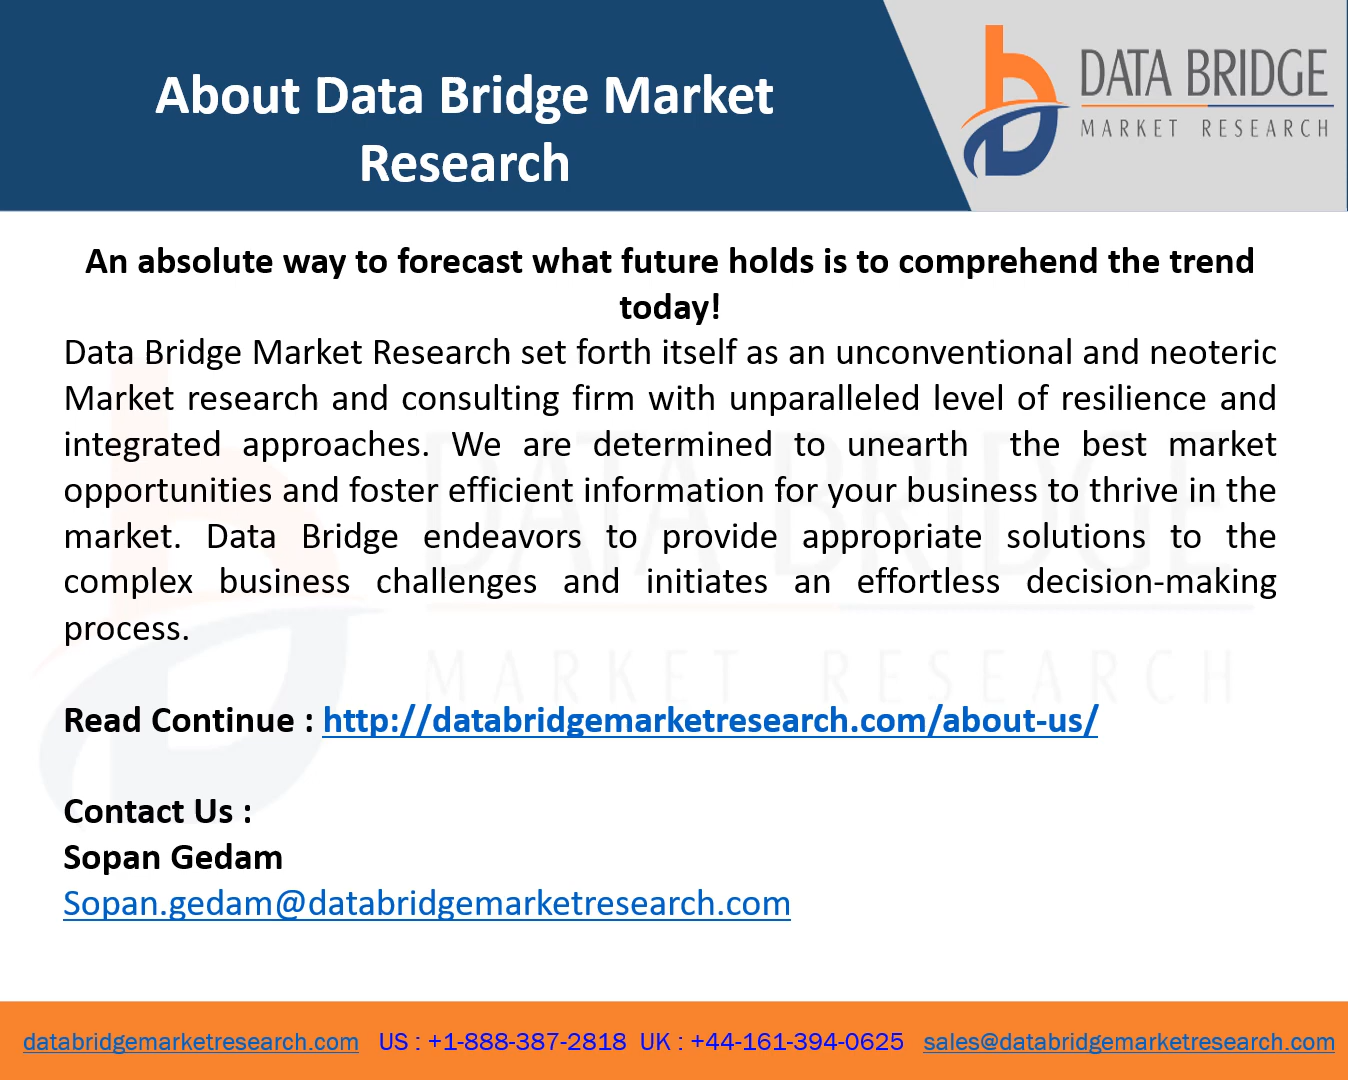 About Data Bridge Market
Research
DATA BRIDGE
MARKET RESEARCH
An absolute way to forecast what future holds is to comprehend the trend
today!
Data Bridge Market Research set forth itself as an unconventional and neoteric
Market research and consulting firm with unparalleled level of resilience and
integrated approaches. We are determined to unearth the best market
opportunities and foster efficient information for your business to thrive in the
market. Data Bridge endeavors to provide appropriate solutions to the
complex business challenges and initiates an effortless decision-making
process.
DATA BRIDGE
MARKET RESEARCH
Read Continue : http://databridgemarketresearch.com/about-us/
Contact Us :
Sopan Gedam
Sopan.gedam@databridgemarketresearch.com
databridgemarketresearch.com US : +1-888-387-2818 UK : +44-161-394-0625 sales@databridgemarketresearch.com